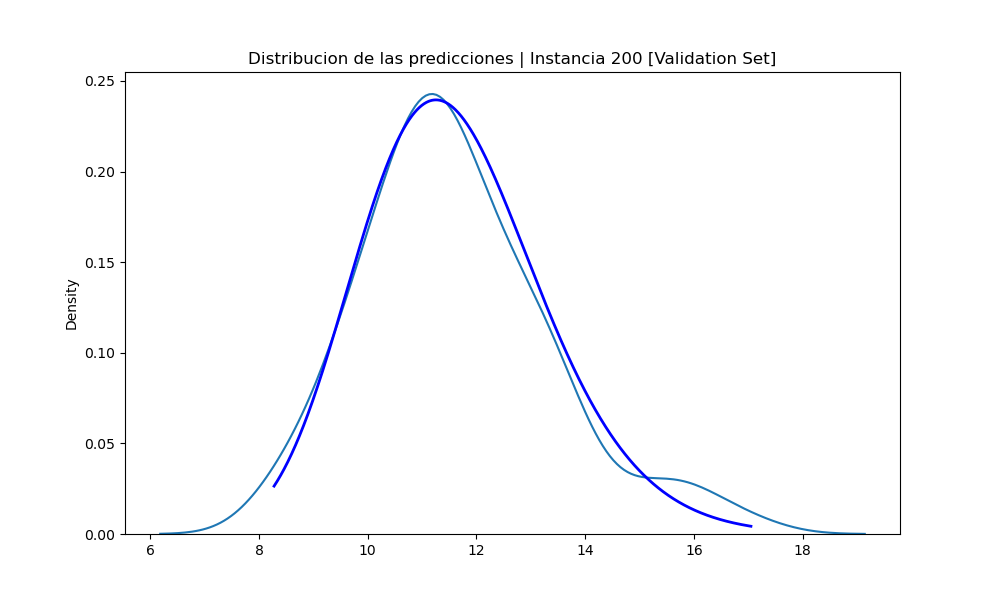 Distribucion de las predicciones | Instancia 200 [Validation Set]
0.25
0.20
0.15
0.10
0.05
0.00
Density
6 8 10 12 14 16 18